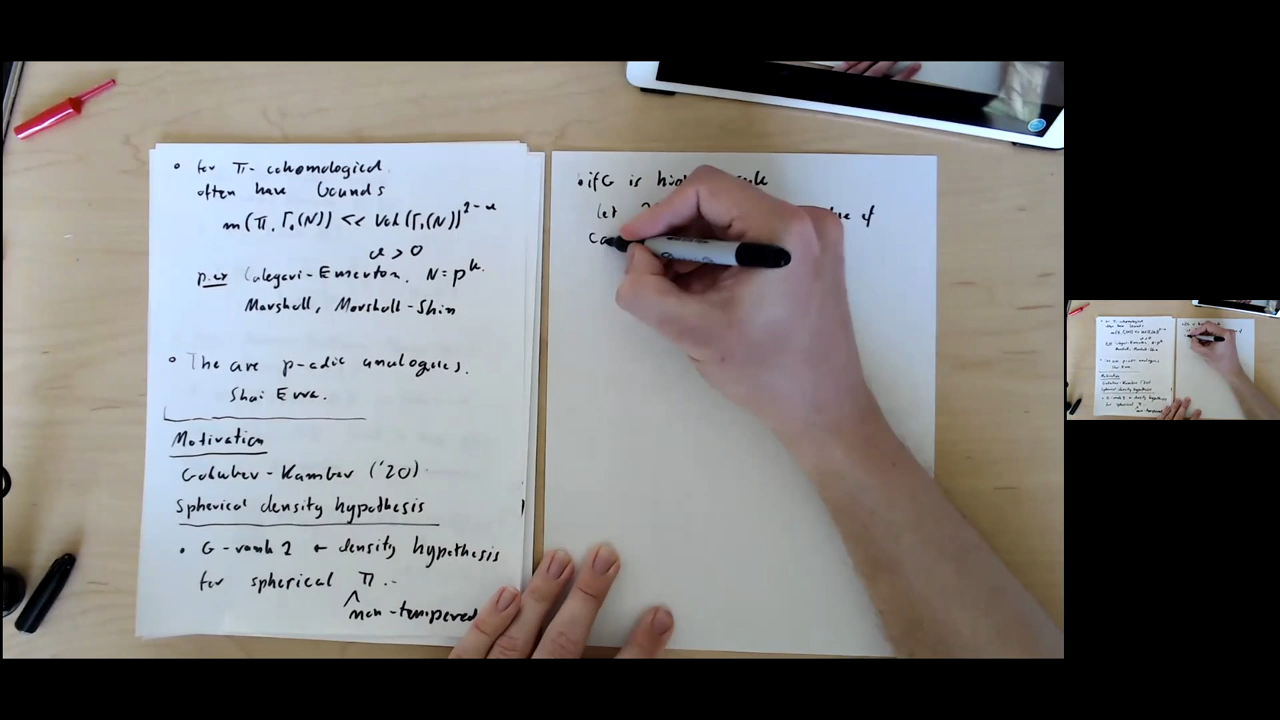 • for π-cohomological
often have bounds
m(π, Γ₁(N)) << Vol(Γ₁(N))^{2-α}
α > 0
p.ex Calegari-Emerton, N = p^k.
Marshall, Marshall-Shin
• The are p-adic analogues.
Shai Evra.
Motivation
Golubev-Kamber ('20)
Spherical density hypothesis
• G-rank 2 ← density hypothesis
for spherical π.
^ non-tempered
• if G is
let